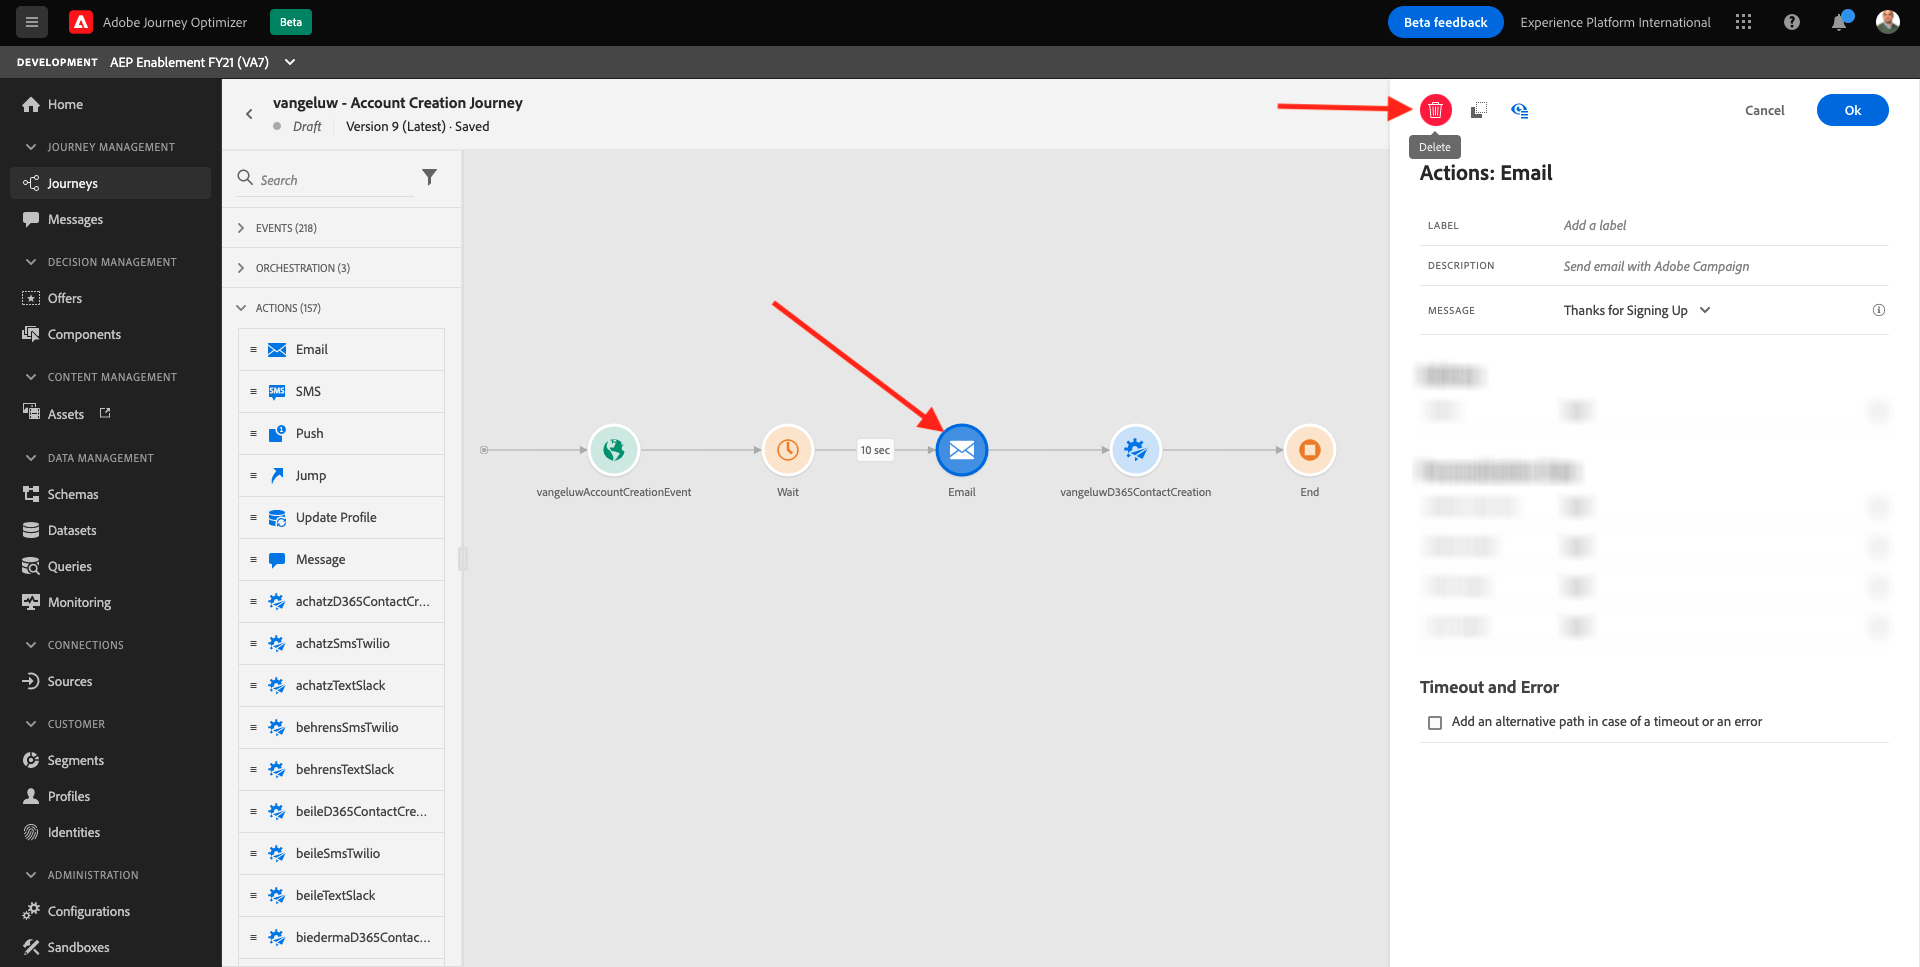 Adobe Journey Optimizer
Beta
Beta feedback
Experience Platform International
DEVELOPMENT AEP Enablement FY21 (VA7)
Home
JOURNEY MANAGEMENT
Journeys
Messages
DECISION MANAGEMENT
Offers
Components
CONTENT MANAGEMENT
Assets
DATA MANAGEMENT
Schemas
Datasets
Queries
Monitoring
CONNECTIONS
Sources
CUSTOMER
Segments
Profiles
Identities
ADMINISTRATION
Configurations
Sandboxes
vangeluw - Account Creation Journey
Draft
Version 9 (Latest) · Saved
Search
EVENTS (218)
ORCHESTRATION (3)
ACTIONS (157)
Email
SMS
SMS
Push
1
Jump
Update Profile
Message
achatzD365ContactCr...
achatzSmsTwilio
achatzTextSlack
behrensSmsTwilio
behrensTextSlack
beileD365ContactCre...
beileSmsTwilio
beileTextSlack
biedermaD365Contac...
10 sec
vangeluwAccountCreationEvent
Wait
Email
vangeluwD365ContactCreation
End
Delete
Cancel
Ok
Actions: Email
LABEL
Add a label
DESCRIPTION
Send email with Adobe Campaign
MESSAGE
Thanks for Signing Up
Timeout and Error
Add an alternative path in case of a timeout or an error